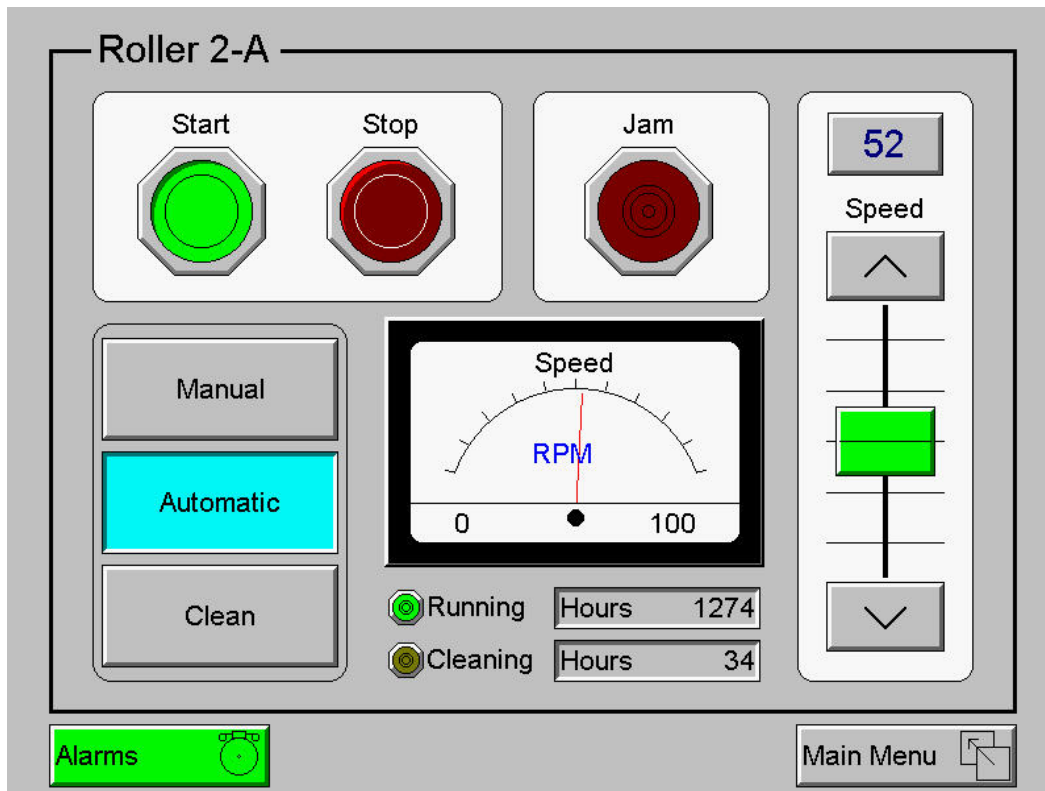 Roller 2-A
Start
Stop
Jam
52
Speed
Manual
Automatic
Clean
Speed
RPM
0
100
Running
Hours 1274
Cleaning
Hours 34
Alarms
Main Menu